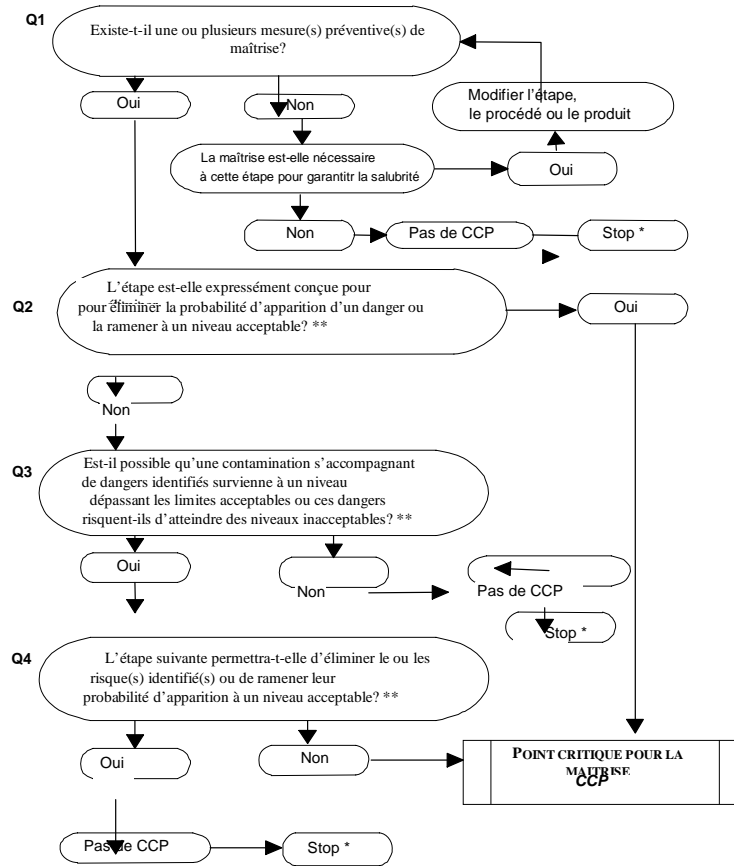 Q1
Existe-t-il une ou plusieurs mesure(s) préventive(s) de
maîtrise?
Oui
Non
Modifier l'étape,
le procédé ou le produit
La maîtrise est-elle nécessaire
à cette étape pour garantitr la salubrité
Oui
Non
Pas de CCP
Stop *
Q2
L'étape est-elle expressément conçue pour
pour éliminer la probabilité d'apparition d'un danger ou
la ramener à un niveau acceptable? **
Oui
Non
Q3
Est-il possible qu'une contamination s'accompagnant
de dangers identifiés survienne à un niveau
dépassant les limites acceptables ou ces dangers
risquent-ils d'atteindre des niveaux inacceptables? **
Oui
Non
Pas de CCP
Stop *
Q4
L'étape suivante permettra-t-elle d'éliminer le ou les
risque(s) identifié(s) ou de ramener leur
probabilité d'apparition à un niveau acceptable? **
Oui
Non
POINT CRITIQUE POUR LA
MAITRISE
CCP
Pas de CCP
Stop *